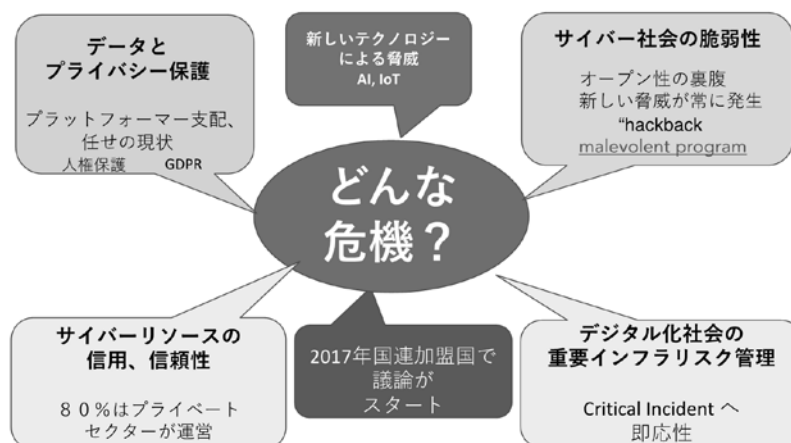 データと
プライバシー保護
プラットフォーマー支配、
任せの現状
人権保護 GDPR
新しいテクノロジー
による脅威
AI, IoT
サイバー社会の脆弱性
オープン性の裏腹
新しい脅威が常に発生
“hackback
malevolent program
どんな
危機？
サイバーリソースの
信用、信頼性
８０%はプライベート
セクターが運営
2017年国連加盟国で
議論が
スタート
デジタル化社会の
重要インフラリスク管理
Critical Incident へ
即応性